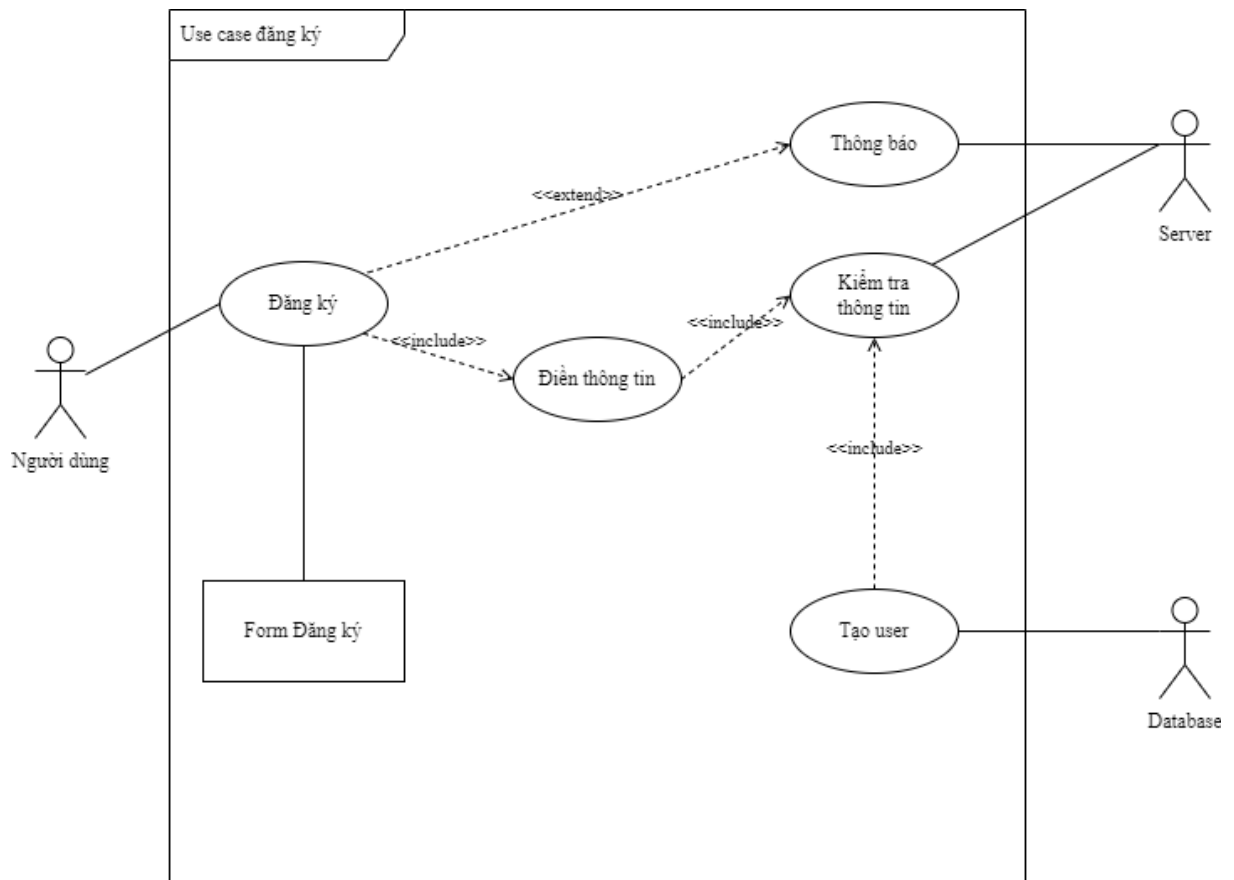 Use case đăng ký
Thông báo
<<extend>>
Server
Đăng ký
Kiểm tra
thông tin
<<include>>
<<include>>
Điền thông tin
Người dùng
<<include>>
Form Đăng ký
Tạo user
Database